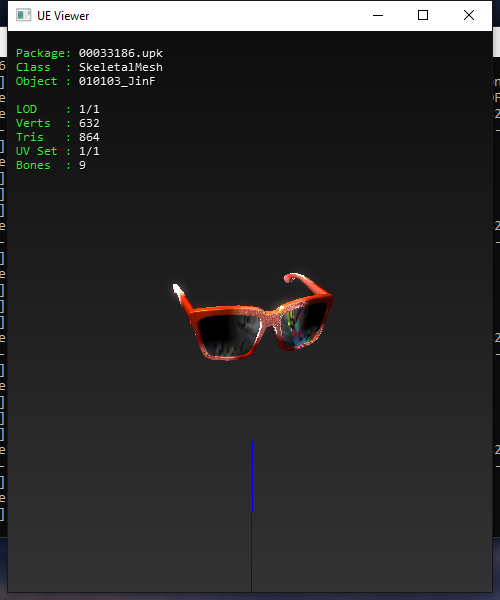 UE Viewer
Package: 00033186.upk
Class  : SkeletalMesh
Object : 010103_JinF
LOD    : 1/1
Verts  : 632
Tris   : 864
UV Set : 1/1
Bones  : 9